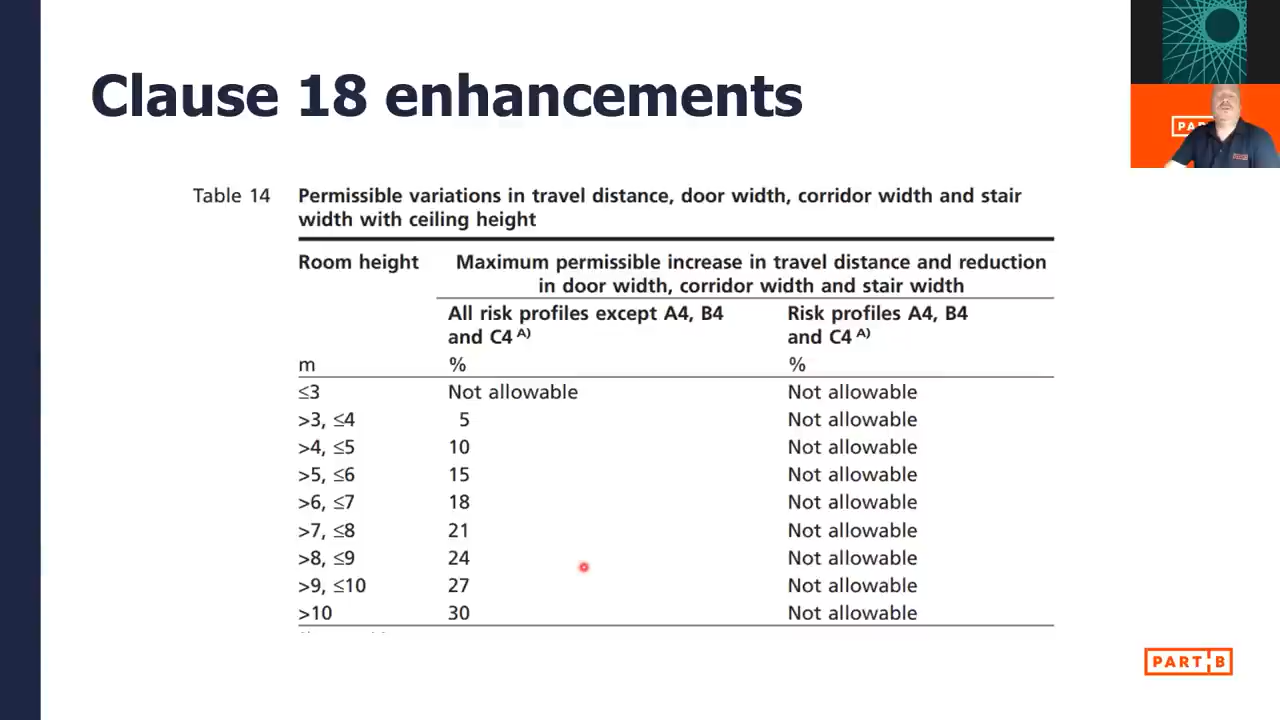 Clause 18 enhancements
Table 14 Permissible variations in travel distance, door width, corridor width and stair
width with ceiling height
Room height Maximum permissible increase in travel distance and reduction
in door width, corridor width and stair width
All risk profiles except A4, B4 Risk profiles A4, B4
and C4 A) and C4 A)
m % %
≤3 Not allowable Not allowable
>3, ≤4 5 Not allowable
>4, ≤5 10 Not allowable
>5, ≤6 15 Not allowable
>6, ≤7 18 Not allowable
>7, ≤8 21 Not allowable
>8, ≤9 24 Not allowable
>9, ≤10 27 Not allowable
>10 30 Not allowable
PART B